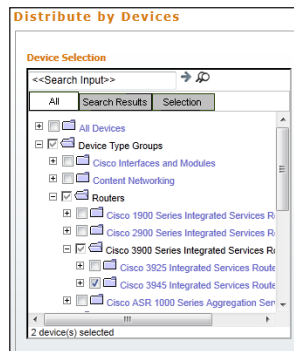 Distribute by Devices
Device Selection
<<Search Input>>
All Search Results Selection
All Devices
Device Type Groups
Cisco Interfaces and Modules
Content Networking
Routers
Cisco 1900 Series Integrated Services R
Cisco 2900 Series Integrated Services R
Cisco 3900 Series Integrated Services R
Cisco 3925 Integrated Services Route
Cisco 3945 Integrated Services Route
Cisco ASR 1000 Series Aggregation Serv
2 device(s) selected